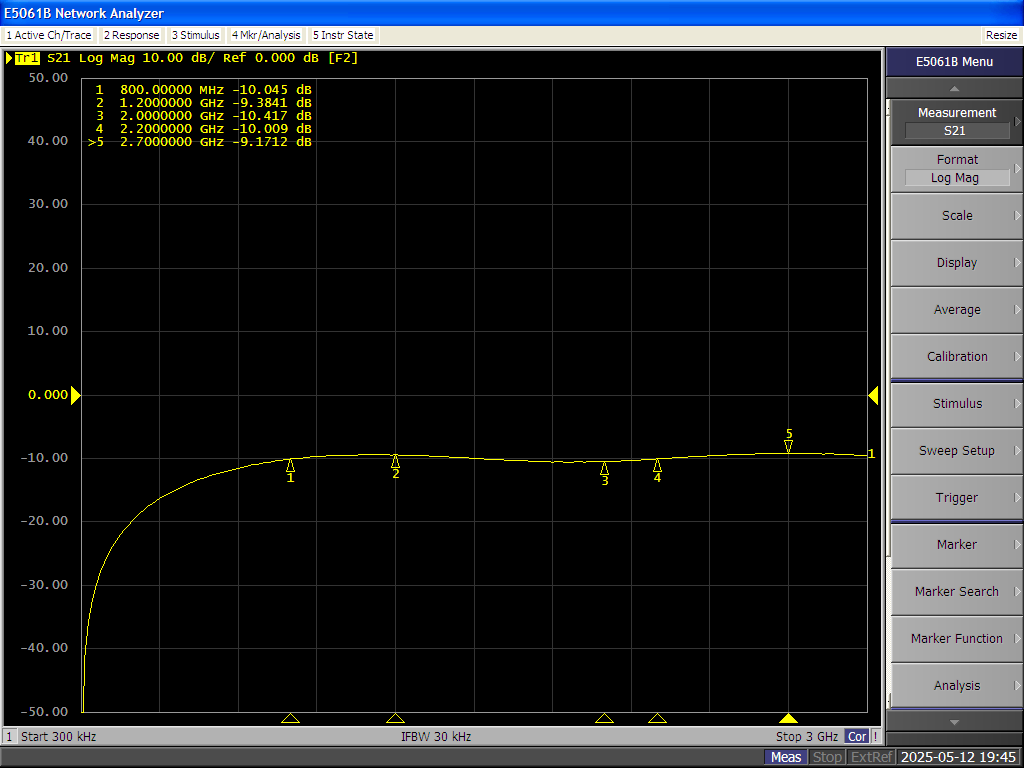 E5061B Network Analyzer
1 Active Ch/Trace 2 Response 3 Stimulus 4 Mkr/Analysis 5 Instr State Resize
Tr1 S21 Log Mag 10.00 dB/ Ref 0.000 dB [F2]
50.00
40.00
30.00
20.00
10.00
0.000
-10.00
-20.00
-30.00
-40.00
-50.00
1 800.00000 MHz -10.045 dB
2 1.2000000 GHz -9.3841 dB
3 2.0000000 GHz -10.417 dB
4 2.2000000 GHz -10.009 dB
>5 2.7000000 GHz -9.1712 dB
1
2
3
4
5
1
1 Start 300 kHz IFBW 30 kHz Stop 3 GHz Cor !
E5061B Menu
Measurement
S21
Format
Log Mag
Scale
Display
Average
Calibration
Stimulus
Sweep Setup
Trigger
Marker
Marker Search
Marker Function
Analysis
Meas Stop ExtRef 2025-05-12 19:45